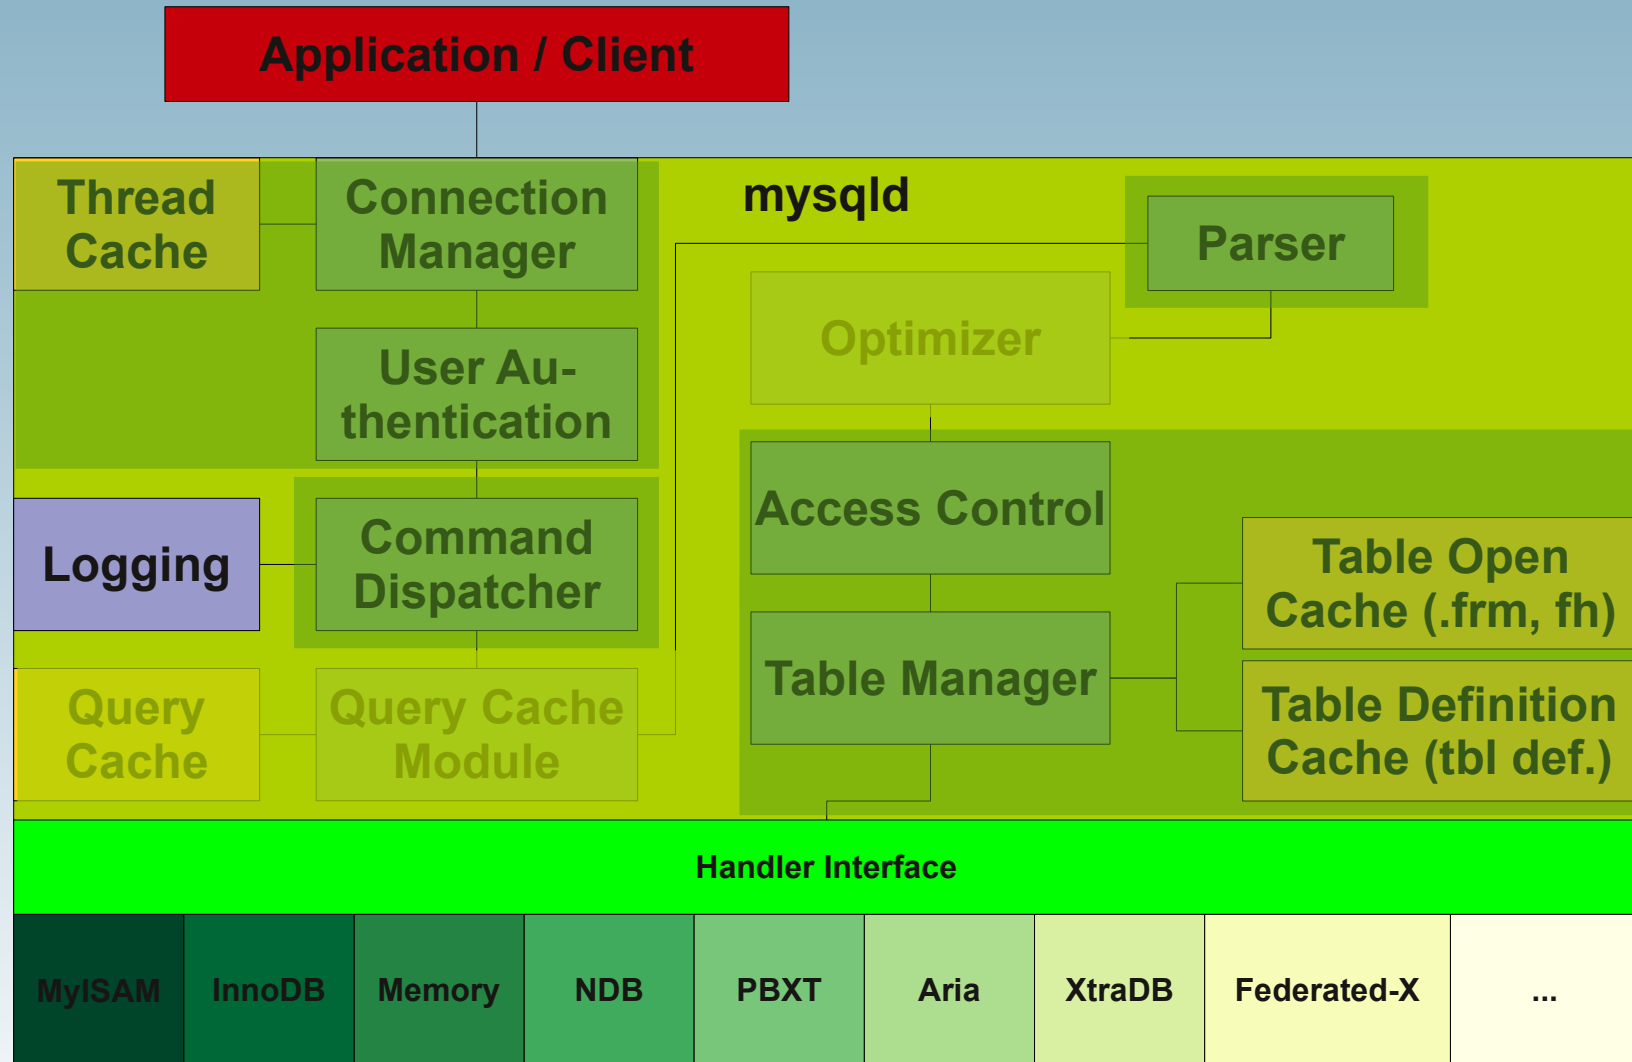 Application / Client
Thread
Cache
Connection
Manager
mysqld
Parser
Optimizer
User Au-
thentication
Access Control
Logging
Command
Dispatcher
Table Open
Cache (.frm, fh)
Table Manager
Query
Cache
Query Cache
Module
Table Definition
Cache (tbl def.)
Handler Interface
MyISAM
InnoDB
Memory
NDB
PBXT
Aria
XtraDB
Federated-X
...